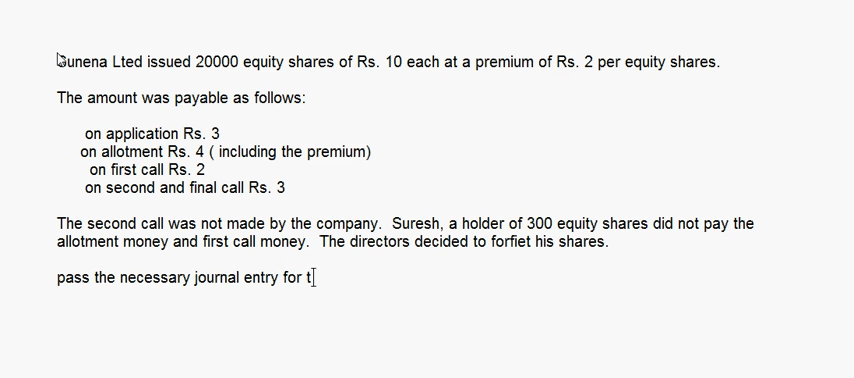 Sunena Lted issued 20000 equity shares of Rs. 10 each at a premium of Rs. 2 per equity shares.
The amount was payable as follows:
on application Rs. 3
on allotment Rs. 4 ( including the premium)
on first call Rs. 2
on second and final call Rs. 3
The second call was not made by the company. Suresh, a holder of 300 equity shares did not pay the
allotment money and first call money. The directors decided to forfiet his shares.
pass the necessary journal entry for t